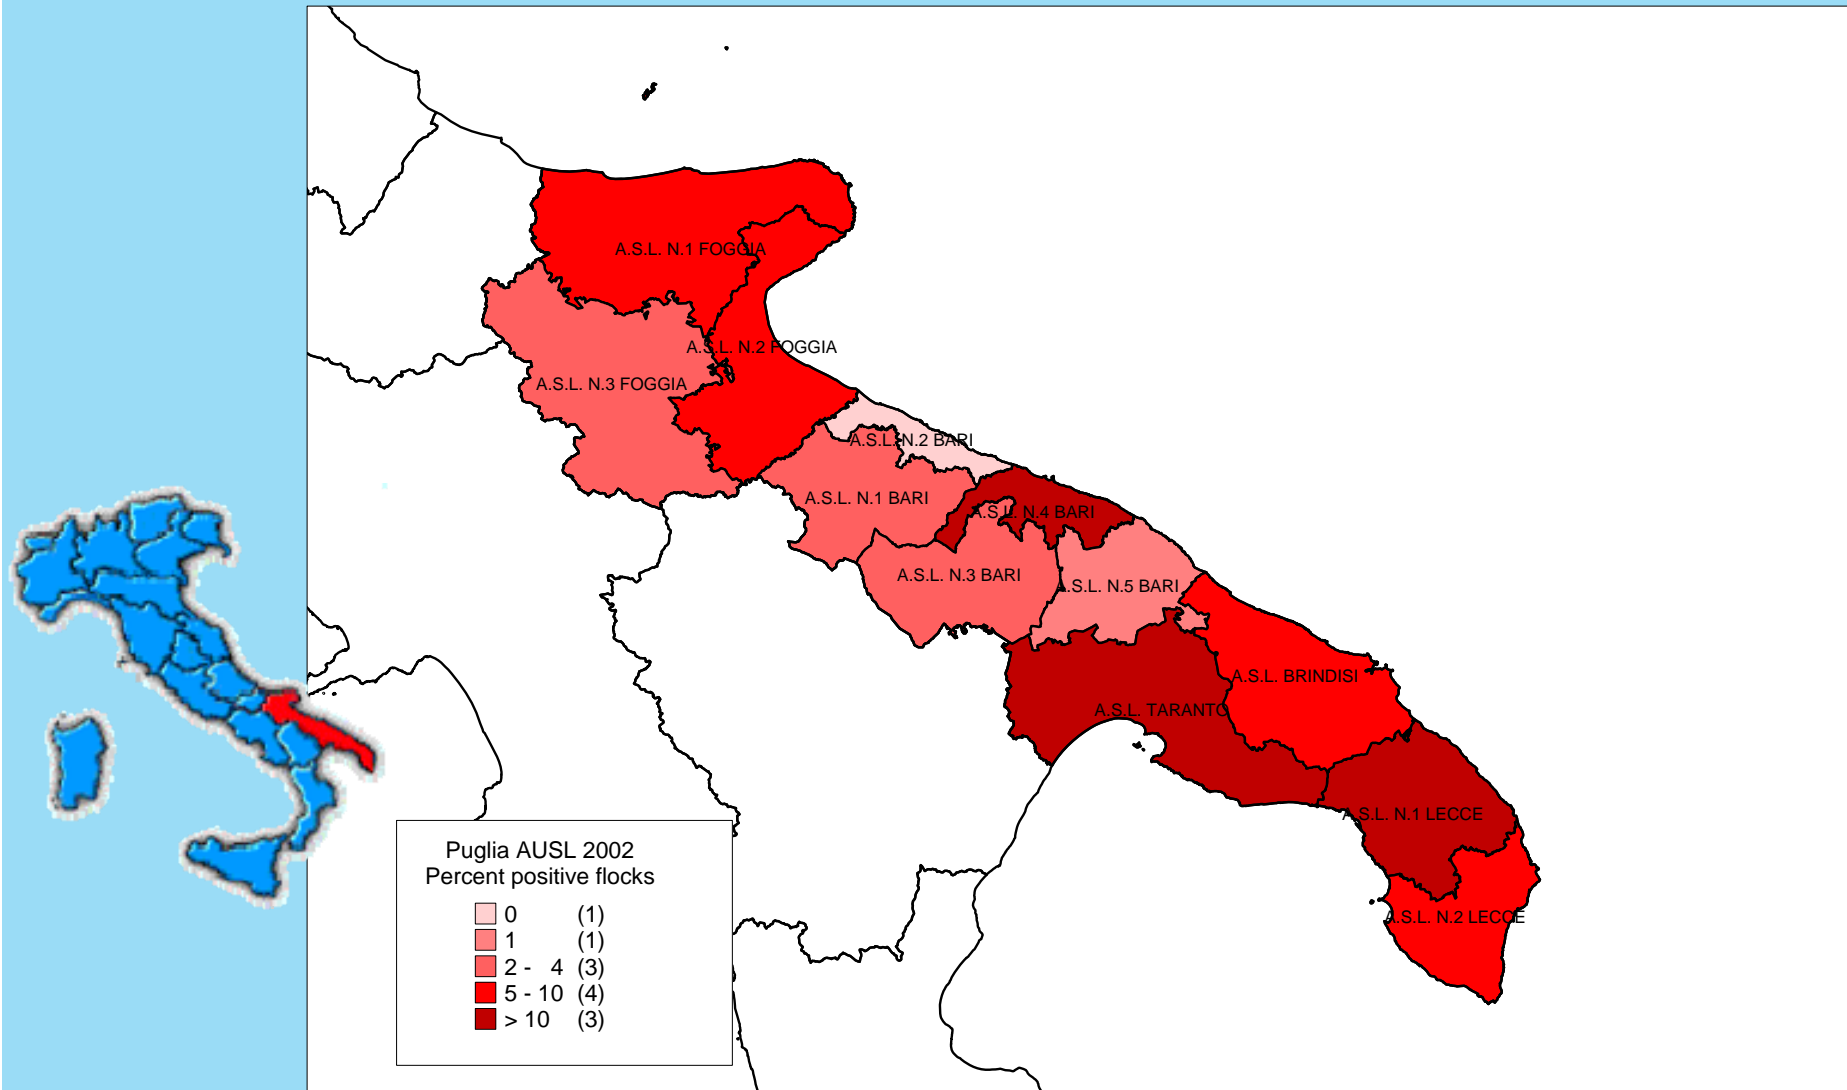 A.S.L. N.1 FOGGIA
A.S.L. N.2 FOGGIA
A.S.L. N.3 FOGGIA
A.S.L. N.2 BARI
A.S.L. N.1 BARI
A.S.L. N.4 BARI
A.S.L. N.3 BARI
A.S.L. N.5 BARI
A.S.L. BRINDISI
A.S.L. TARANTO
A.S.L. N.1 LECCE
A.S.L. N.2 LECCE
Puglia AUSL 2002
Percent positive flocks
0 (1)
1 (1)
2 - 4 (3)
5 - 10 (4)
> 10 (3)